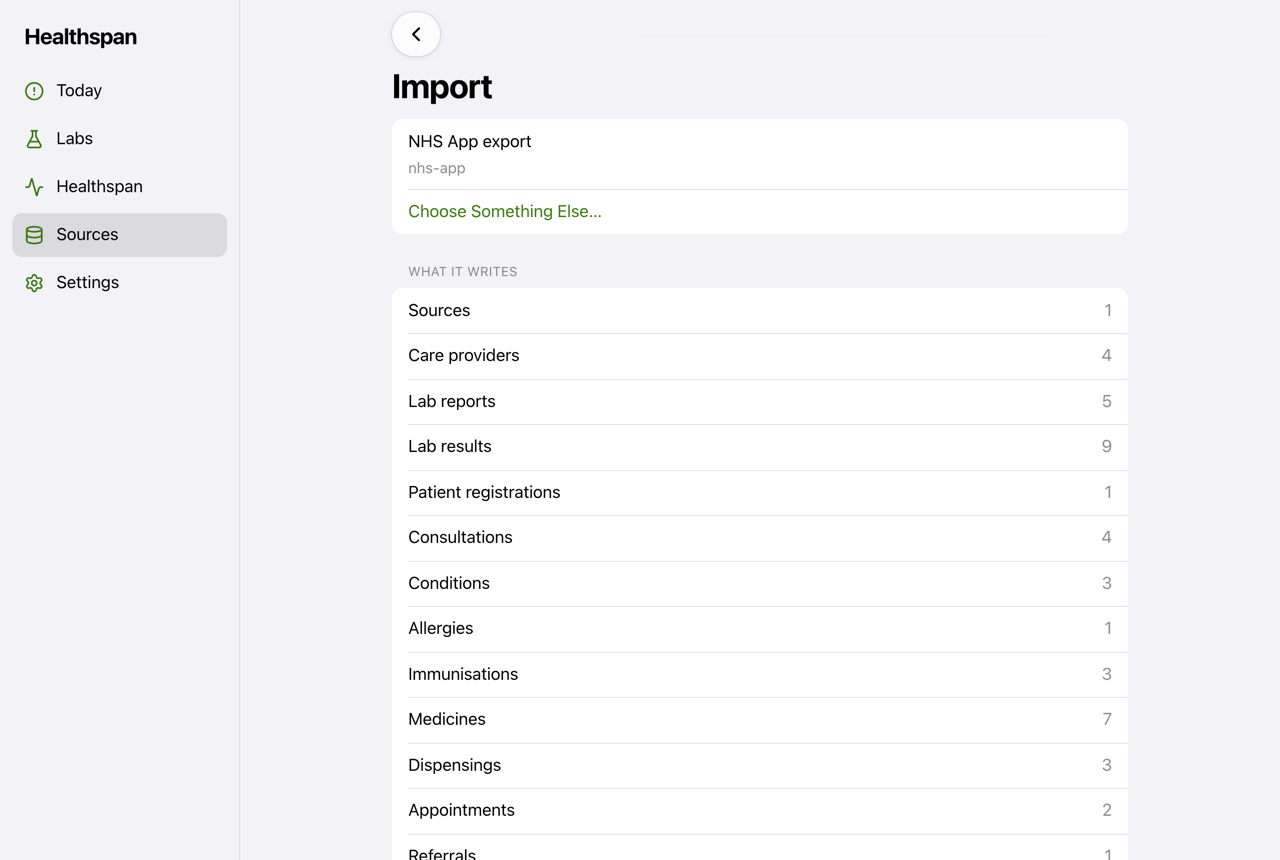 Healthspan
Today
Labs
Healthspan
Sources
Settings
Import
NHS App export
nhs-app
Choose Something Else...
WHAT IT WRITES
Sources 1
Care providers 4
Lab reports 5
Lab results 9
Patient registrations 1
Consultations 4
Conditions 3
Allergies 1
Immunisations 3
Medicines 7
Dispensings 3
Appointments 2
Referrals 1